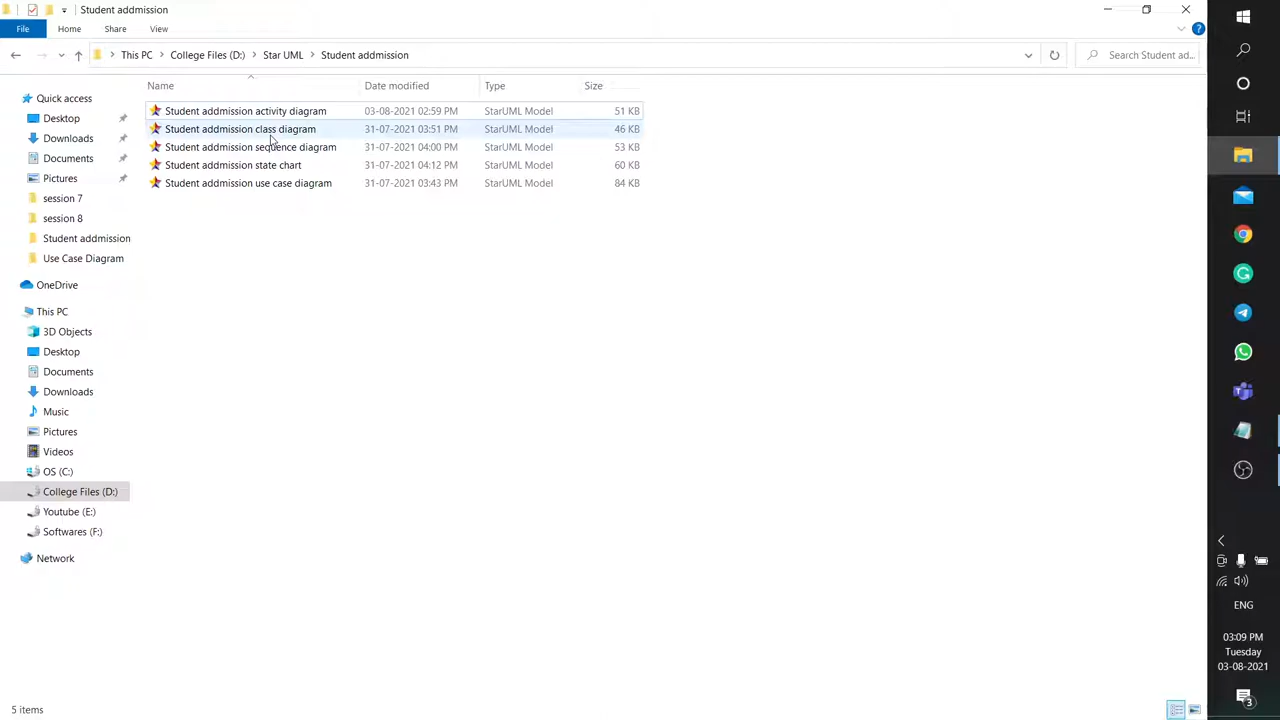 Student addmission
File Home Share View
This PC College Files (D:) Star UML Student addmission Search Student ad...
Name Date modified Type Size
Student addmission activity diagram 03-08-2021 02:59 PM StarUML Model 51 KB
Student addmission class diagram 31-07-2021 03:51 PM StarUML Model 46 KB
Student addmission sequence diagram 31-07-2021 04:00 PM StarUML Model 53 KB
Student addmission state chart 31-07-2021 04:12 PM StarUML Model 60 KB
Student addmission use case diagram 31-07-2021 03:43 PM StarUML Model 84 KB
Quick access
Desktop
Downloads
Documents
Pictures
session 7
session 8
Student addmission
Use Case Diagram
OneDrive
This PC
3D Objects
Desktop
Documents
Downloads
Music
Pictures
Videos
OS (C:)
College Files (D:)
Youtube (E:)
Softwares (F:)
Network
5 items
ENG
03:09 PM
Tuesday
03-08-2021
3